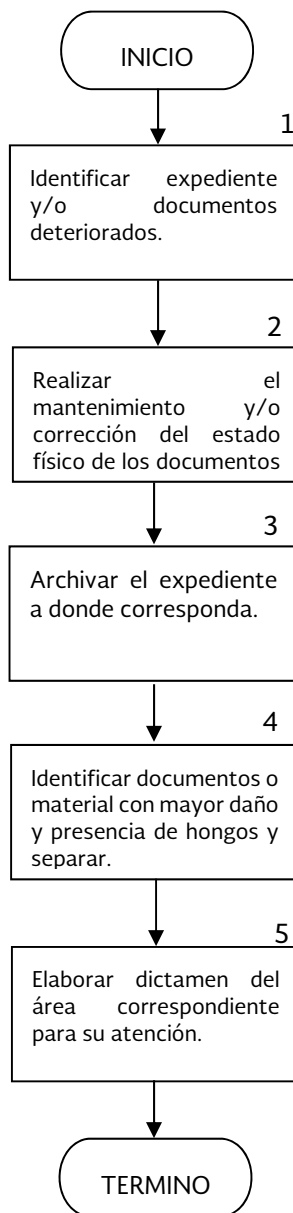 INICIO
1
Identificar expediente
y/o documentos
deteriorados.
2
Realizar el
mantenimiento y/o
corrección del estado
físico de los documentos
3
Archivar el expediente
a donde corresponda.
4
Identificar documentos o
material con mayor daño
y presencia de hongos y
separar.
5
Elaborar dictamen del
área correspondiente
para su atención.
TERMINO